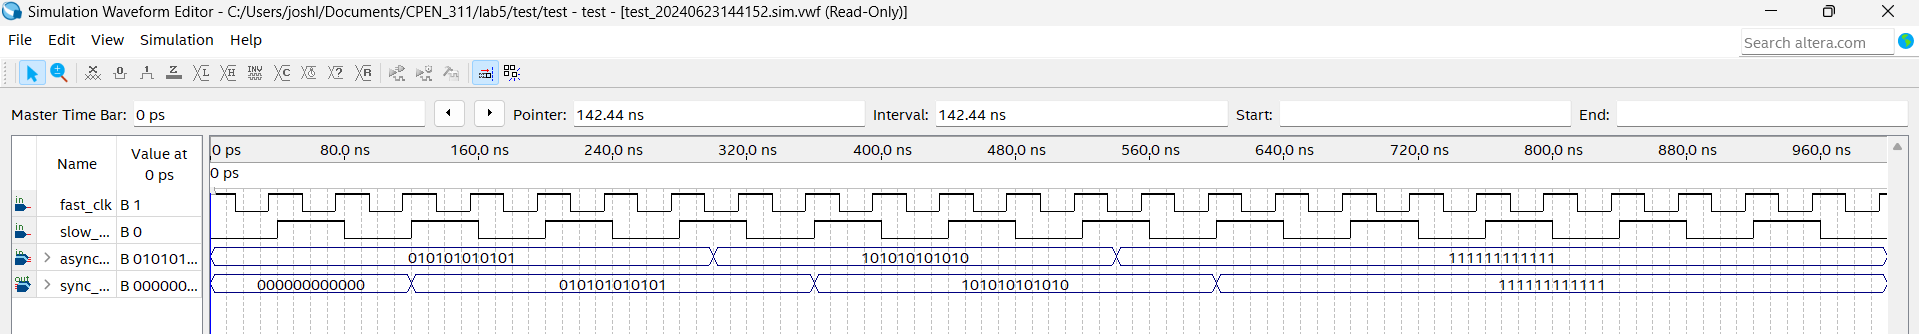 Simulation Waveform Editor - C:/Users/joshl/Documents/CPEN_311/lab5/test/test - test - [test_20240623144152.sim.vwf (Read-Only)]
File Edit View Simulation Help
Search altera.com
Master Time Bar: 0 ps Pointer: 142.44 ns Interval: 142.44 ns Start: End:
Name Value at 0 ps
0 ps 80.0 ns 160.0 ns 240.0 ns 320.0 ns 400.0 ns 480.0 ns 560.0 ns 640.0 ns 720.0 ns 800.0 ns 880.0 ns 960.0 ns
0 ps
in fast_clk B 1
in slow_... B 0
in async... B 010101... 010101010101 101010101010 111111111111
out sync_... B 000000... 000000000000 010101010101 101010101010 111111111111